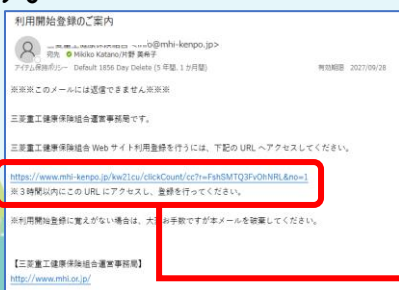 利用開始登録のご案内
o@mhi-kenpo.jp>
宛先 Mikiko Katano/片野 美希子
アイテム保持ポリシー Default 1856 Day Delete (5 年間, 1 か月間) 有効期限 2027/09/28
※※※このメールには返信できません※※※
三菱重工健康保険組合運営事務局です。
三菱重工健康保険組合 Web サイト利用登録を行うには、下記の URL へアクセスしてください。
https://www.mhi-kenpo.jp/kw21cu/clickCount/cc?r=FshSMTQ3FvOhNRL&no=1
※３時間以内にこの URL にアクセスし、登録を行ってください。
※利用開始登録に覚えがない場合は、大変お手数ですが本メールを破棄してください。
【三菱重工健康保険組合運営事務局】
http://www.mhi.or.jp/